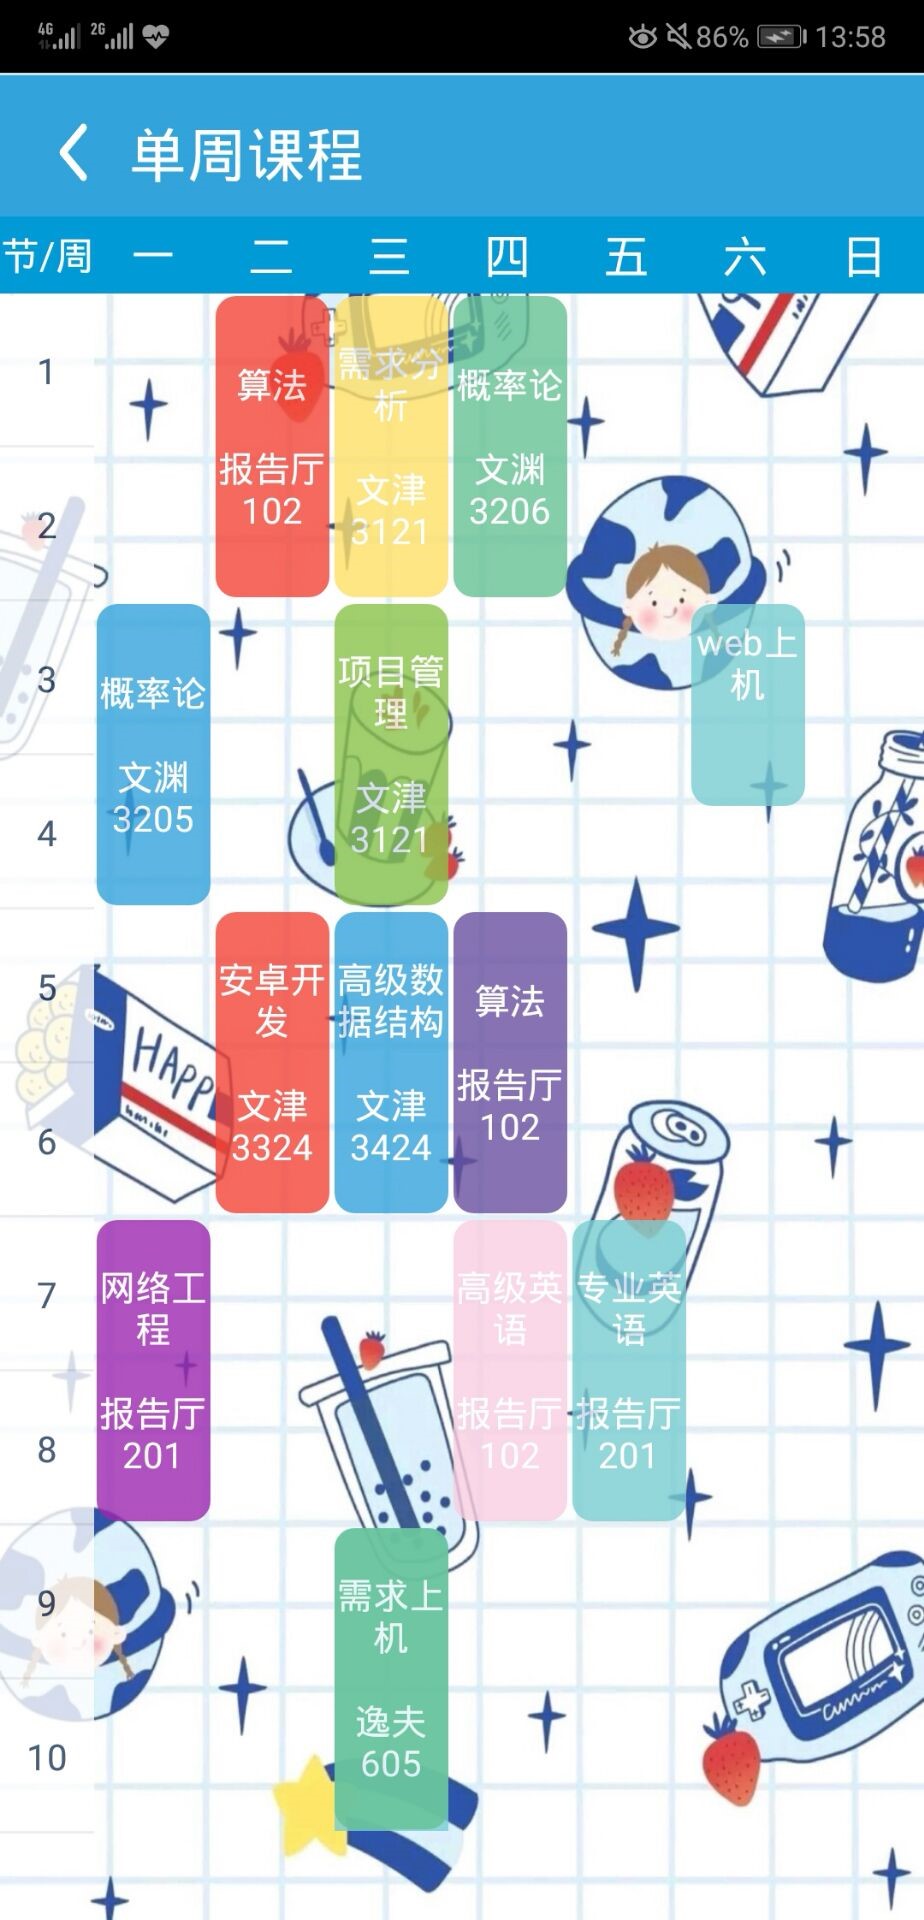 4G 2G 86% 13:58
单周课程
节/周 一 二 三 四 五 六 日
1
2
3
4
5
6
7
8
9
10
概率论
文渊
3205
网络工
程
报告厅
201
算法
报告厅
102
安卓开
发
文津
3324
需求分
析
文津
3121
项目管
理
文津
3121
高级数
据结构
文津
3424
需求上
机
逸夫
605
概率论
文渊
3206
算法
报告厅
102
高级英
语
报告厅
102
专业英
语
报告厅
201
web上
机
HAPP